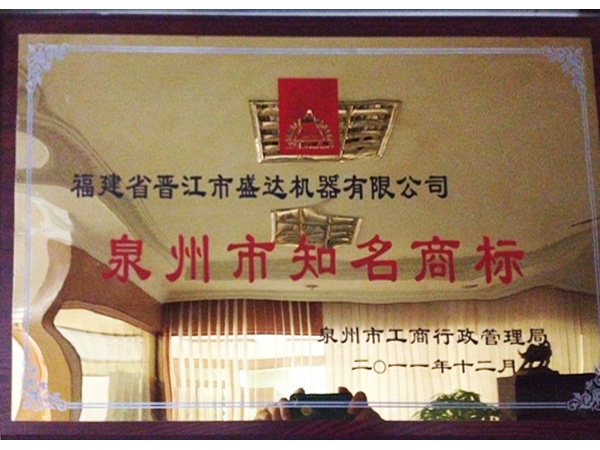 福建省晋江市盛达机器有限公司
泉州市知名商标
泉州市工商行政管理局
二〇一一年十二月